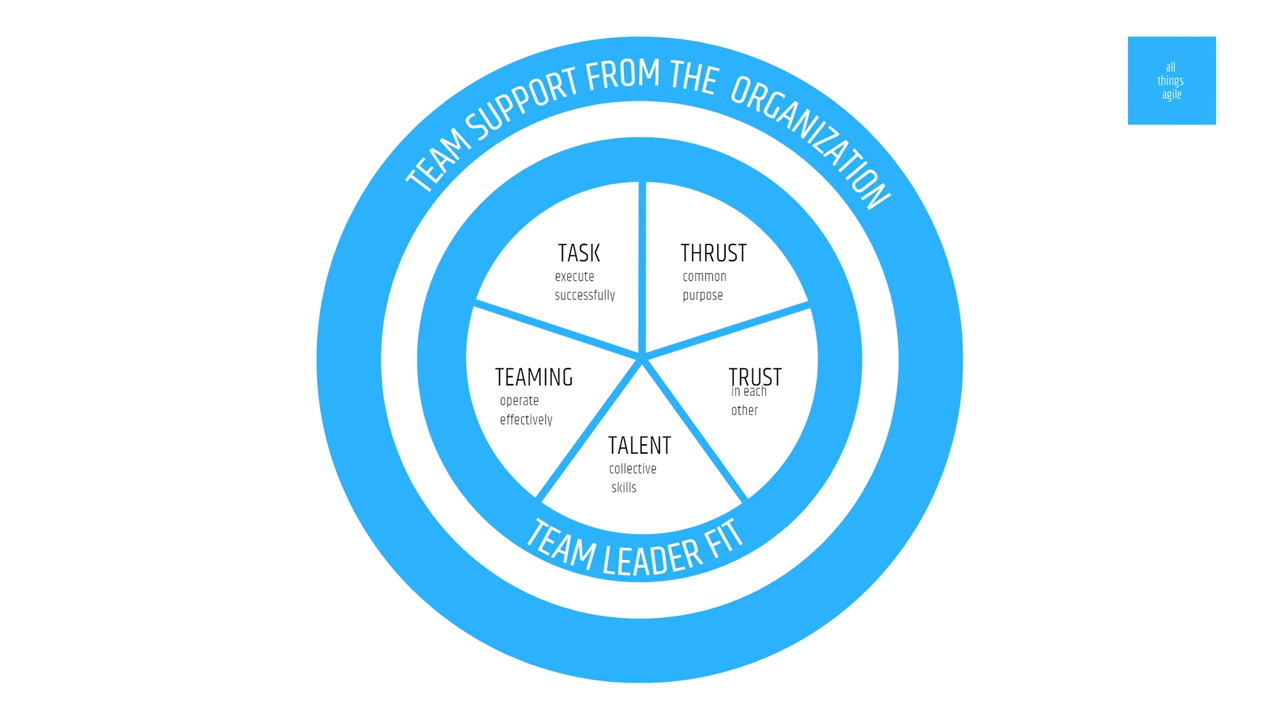 TEAM SUPPORT FROM THE ORGANIZATION
all
things
agile
TASK
execute
successfully
THRUST
common
purpose
TEAMING
operate
effectively
TRUST
in each
other
TALENT
collective
skills
TEAM LEADER FIT